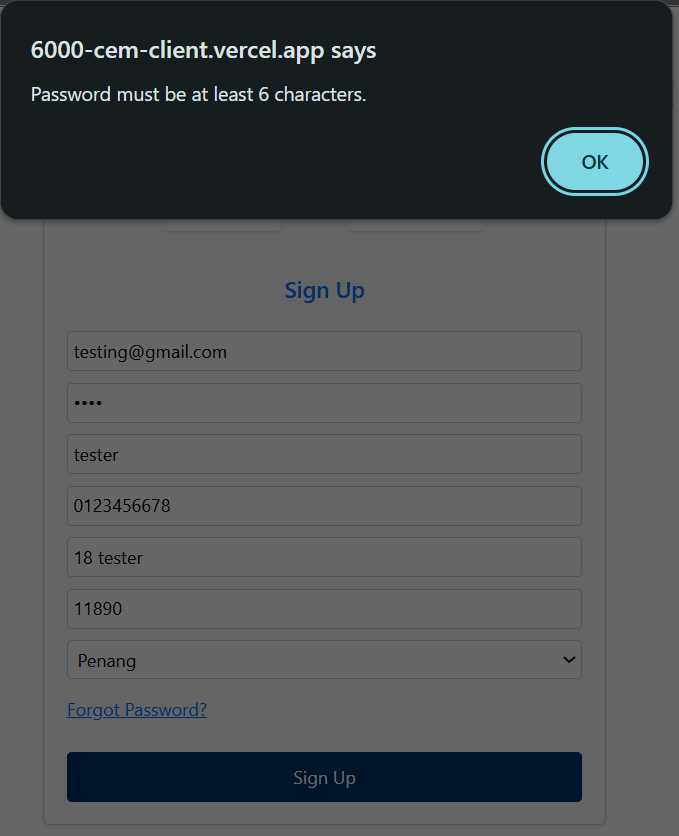 6000-cem-client.vercel.app says
Password must be at least 6 characters.
OK
Sign Up
testing@gmail.com
••••
tester
0123456678
18 tester
11890
Penang
Forgot Password?
Sign Up